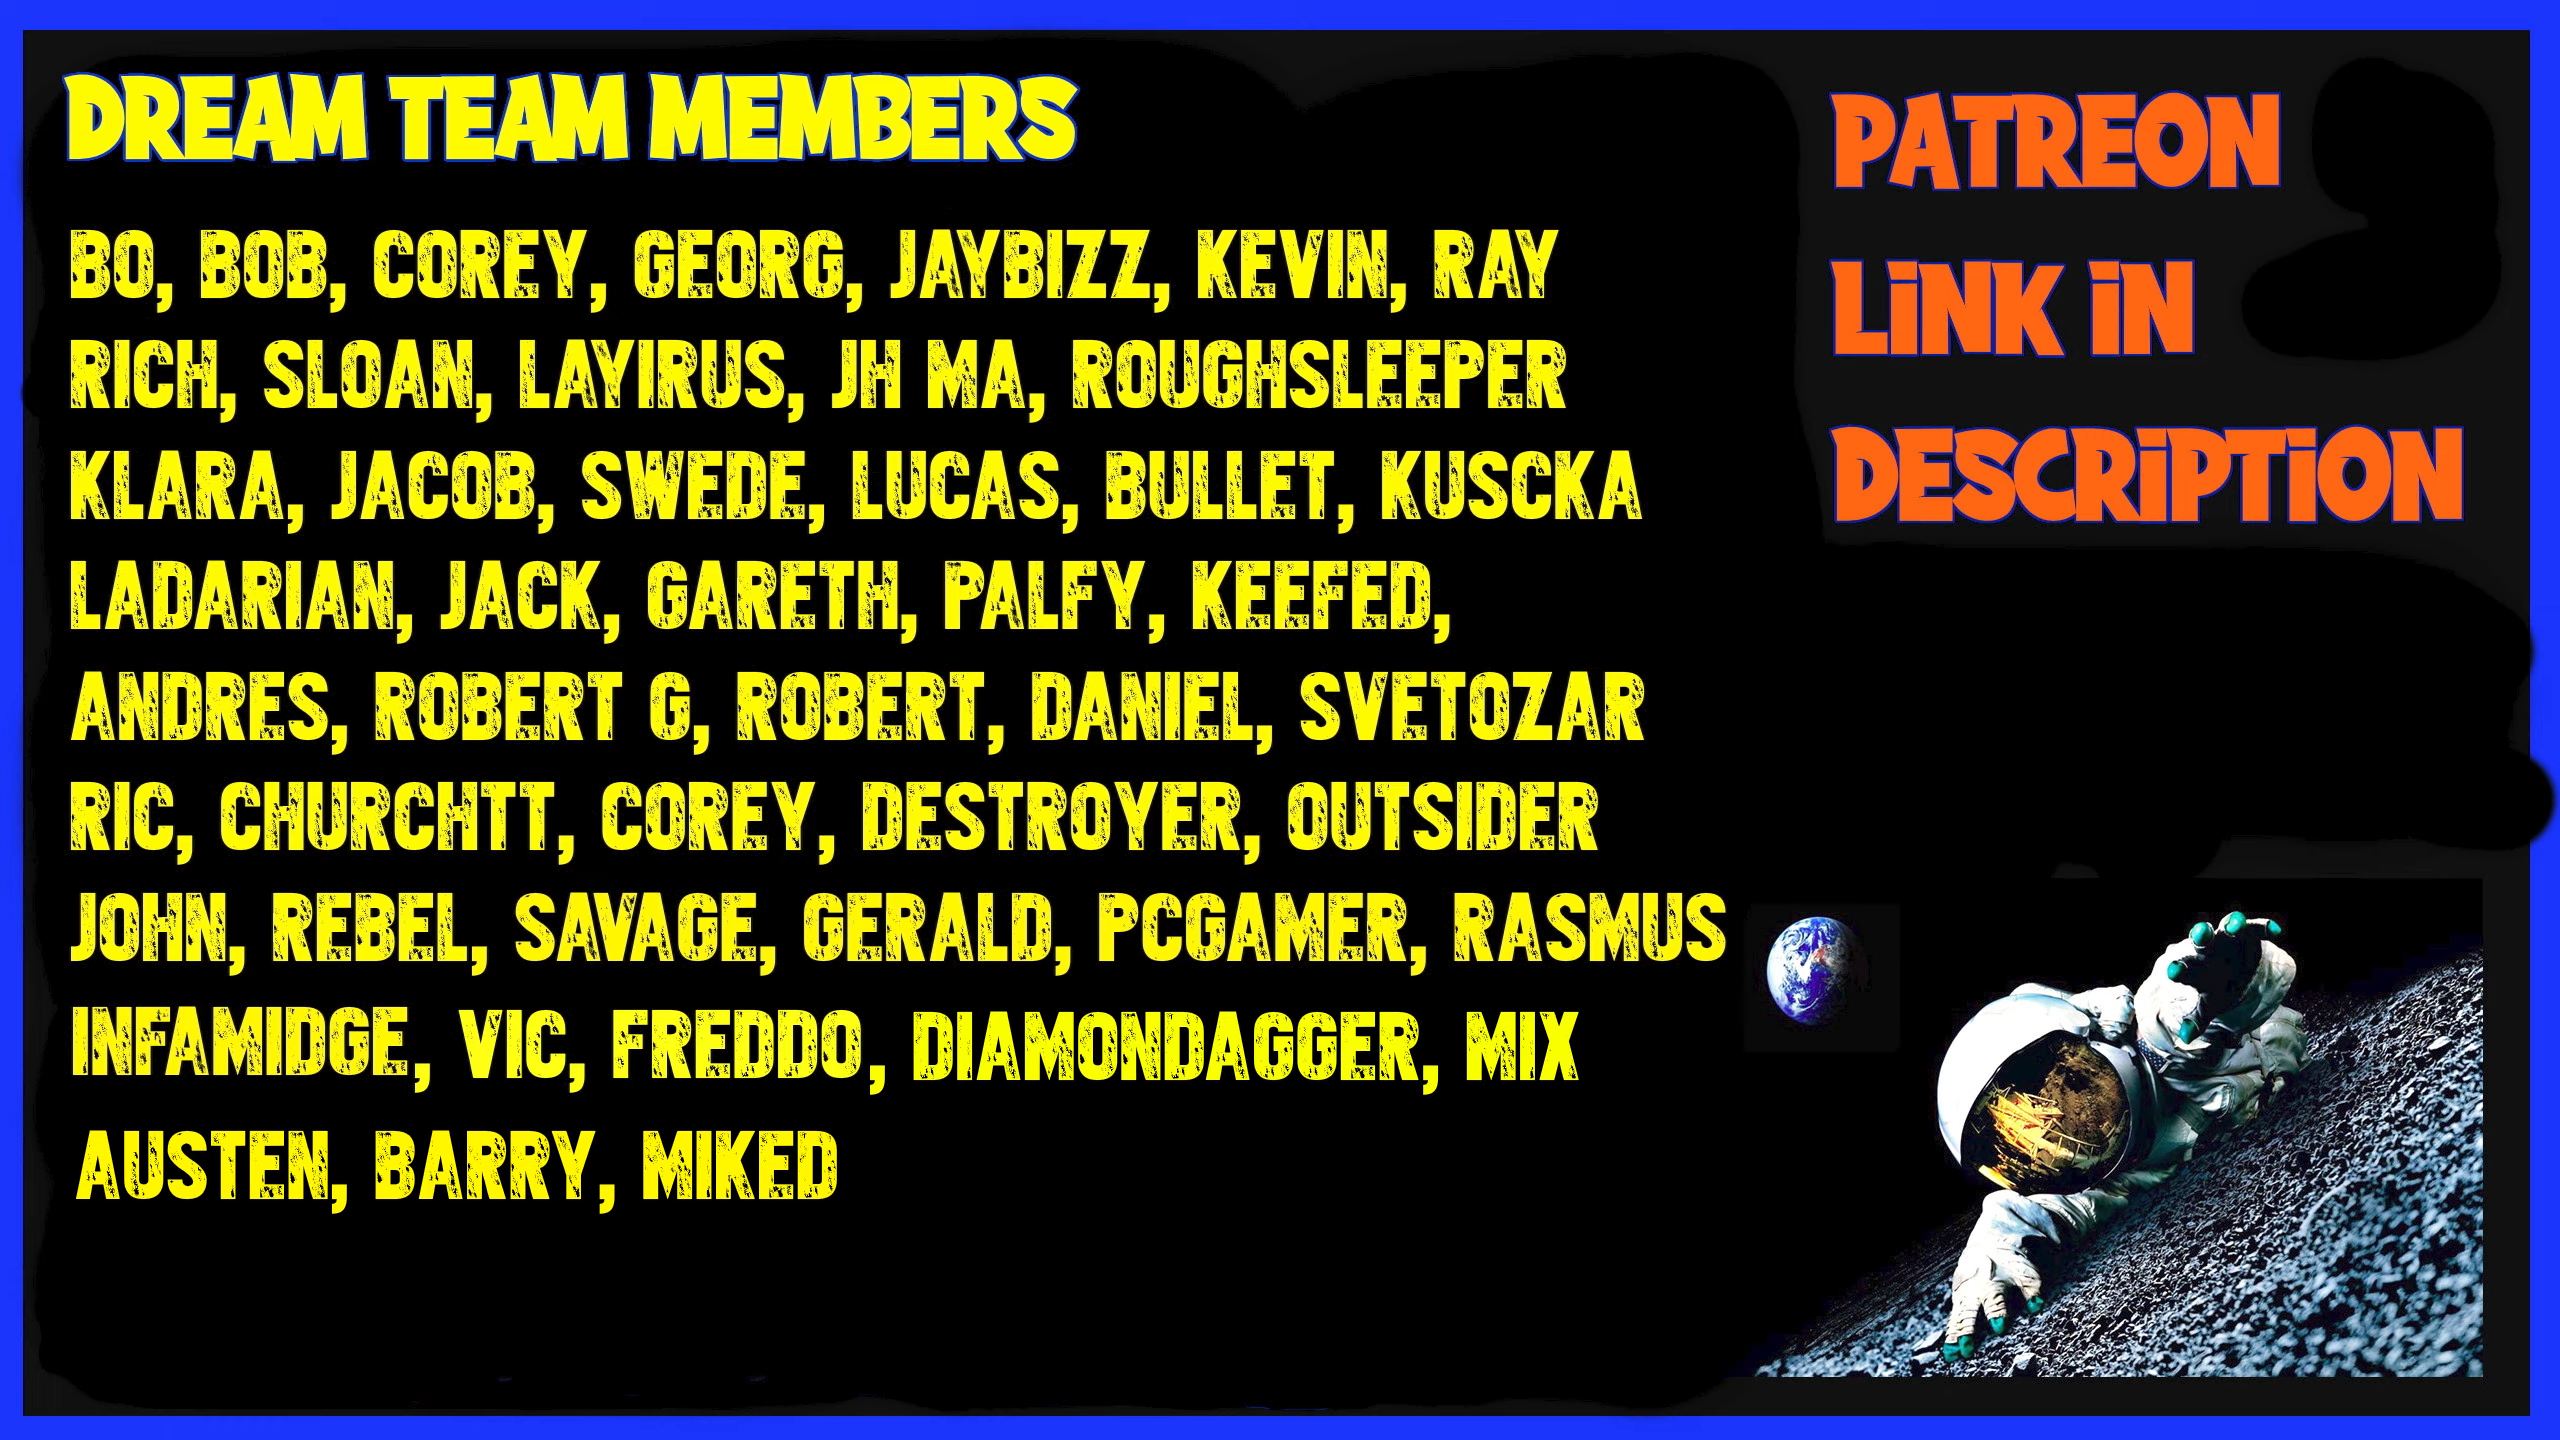 DREAM TEAM MEMBERS
BO, BOB, COREY, GEORG, JAYBIZZ, KEVIN, RAY
RICH, SLOAN, LAYIRUS, JH MA, ROUGHSLEEPER
KLARA, JACOB, SWEDE, LUCAS, BULLET, KUSCKA
LADARIAN, JACK, GARETH, PALFY, KEEFED,
ANDRES, ROBERT G, ROBERT, DANIEL, SVETOZAR
RIC, CHURCHTT, COREY, DESTROYER, OUTSIDER
JOHN, REBEL, SAVAGE, GERALD, PCGAMER, RASMUS
INFAMIDGE, VIC, FREDDO, DIAMONDAGGER, MIX
AUSTEN, BARRY, MIKED
PATREON
LiNK iN
DESCRiPTiON